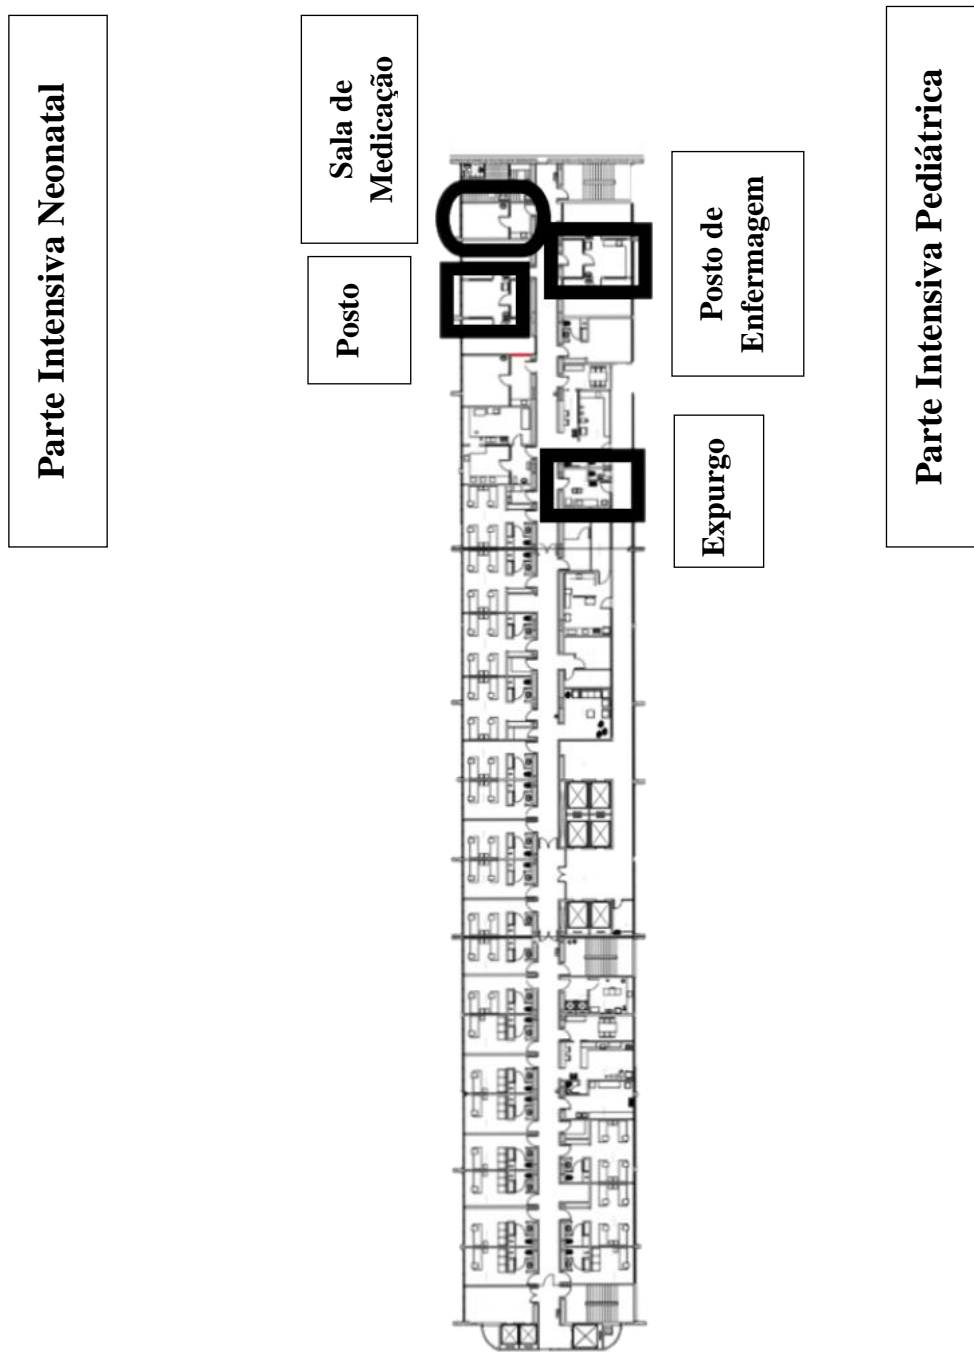 Parte Intensiva Neonatal
Sala de
Medicação
Posto
Posto de
Enfermagem
Expurgo
Parte Intensiva Pediátrica